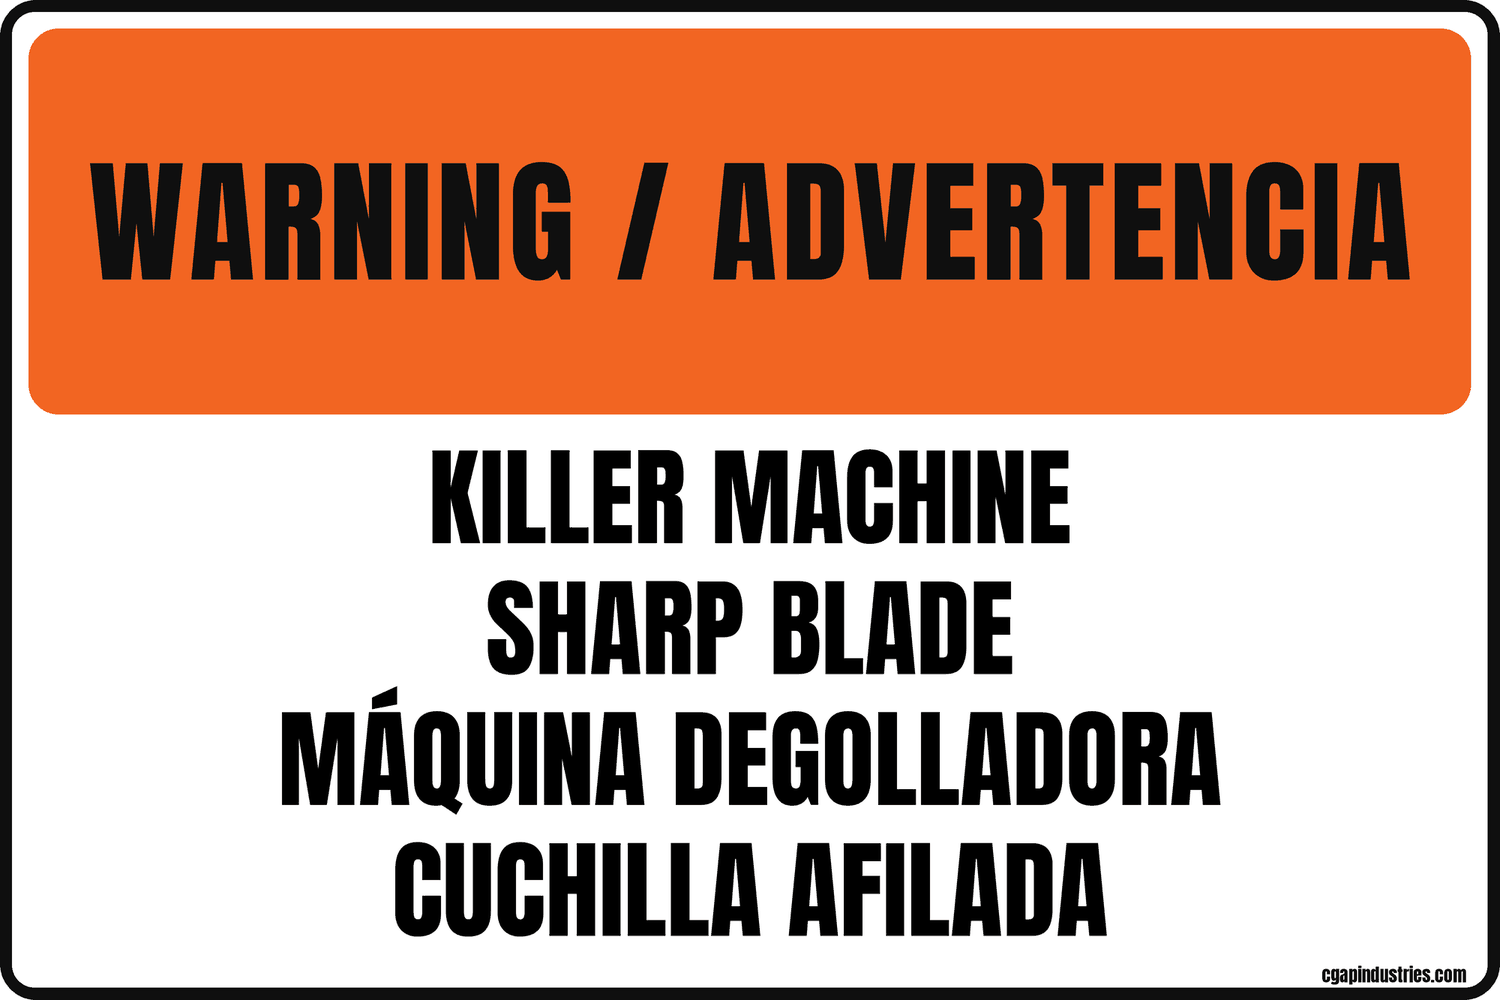 WARNING / ADVERTENCIA
KILLER MACHINE
SHARP BLADE
MÁQUINA DEGOLLADORA
CUCHILLA AFILADA
cgapindustries.com